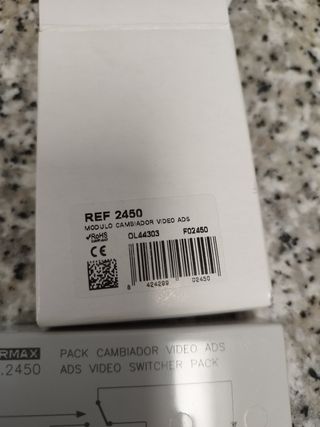 REF 2450
MODULO CAMBIADOR VIDEO ADS
RoHS OL44303 F02450
CE
8 424299 02450
RMAX PACK CAMBIADOR VIDEO ADS
.2450 ADS VIDEO SWITCHER PACK